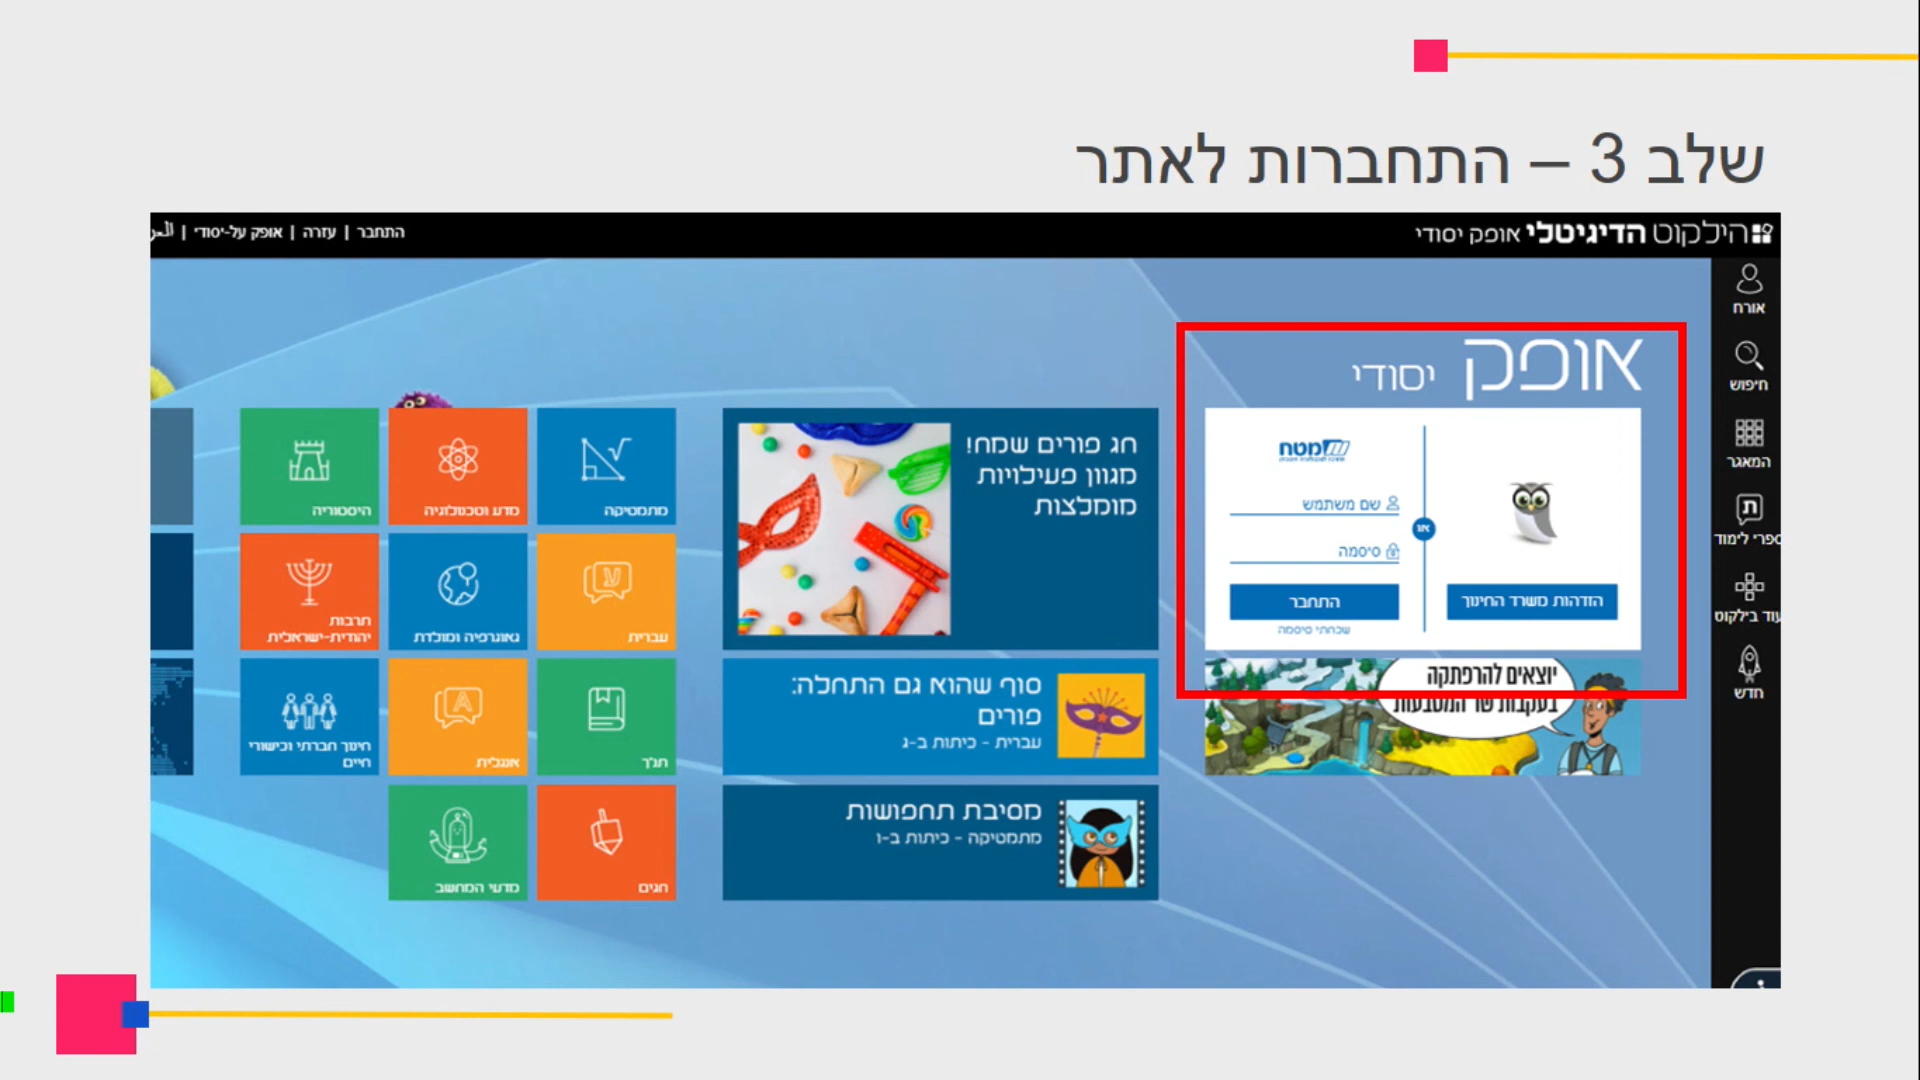 שלב 3 – התחברות לאתר
הילקוט הדיגיטלי אופק יסודי
התחבר | עזרה | אופק על-יסודי |
אורח
חיפוש
המאגר
ספרי לימוד
עוד בילקוט
חדש
אופק יסודי
הזדהות משרד החינוך
או
מטח
שם משתמש
סיסמה
התחבר
שכחתי סיסמה
יוצאים להרפתקה
בעקבות שר המטבעות
חג פורים שמח!
מגוון פעילויות
מומלצות
סוף שהוא גם התחלה:
פורים
עברית - כיתות ב-ג
מסיבת תחפושות
מתמטיקה - כיתות ב-ו
מתמטיקה
מדע וטכנולוגיה
היסטוריה
עברית
גאוגרפיה ומולדת
תרבות
יהודית-ישראלית
תנ"ך
אנגלית
חינוך חברתי וכישורי
חיים
חגים
מדעי המחשב